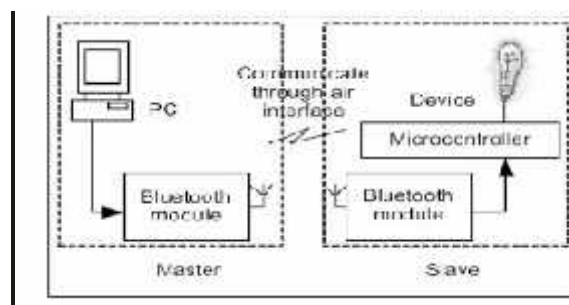 PC
Communicate
through air
interface
Device
Microcontroller
Bluetooth
module
Bluetooth
module
Master
Slave